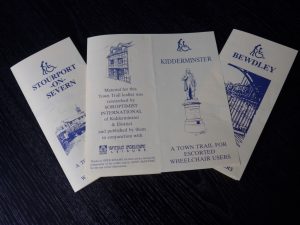 STOURPORT
-ON-
SEVERN
Material for this
Town Trail leaflet was
researched by
SOROPTIMIST
INTERNATIONAL
of Kidderminster
& District
and published by them
in conjunction with
KIDDERMINSTER
A TOWN TRAIL FOR
ESCORTED
WHEELCHAIR USERS
BEWDLEY